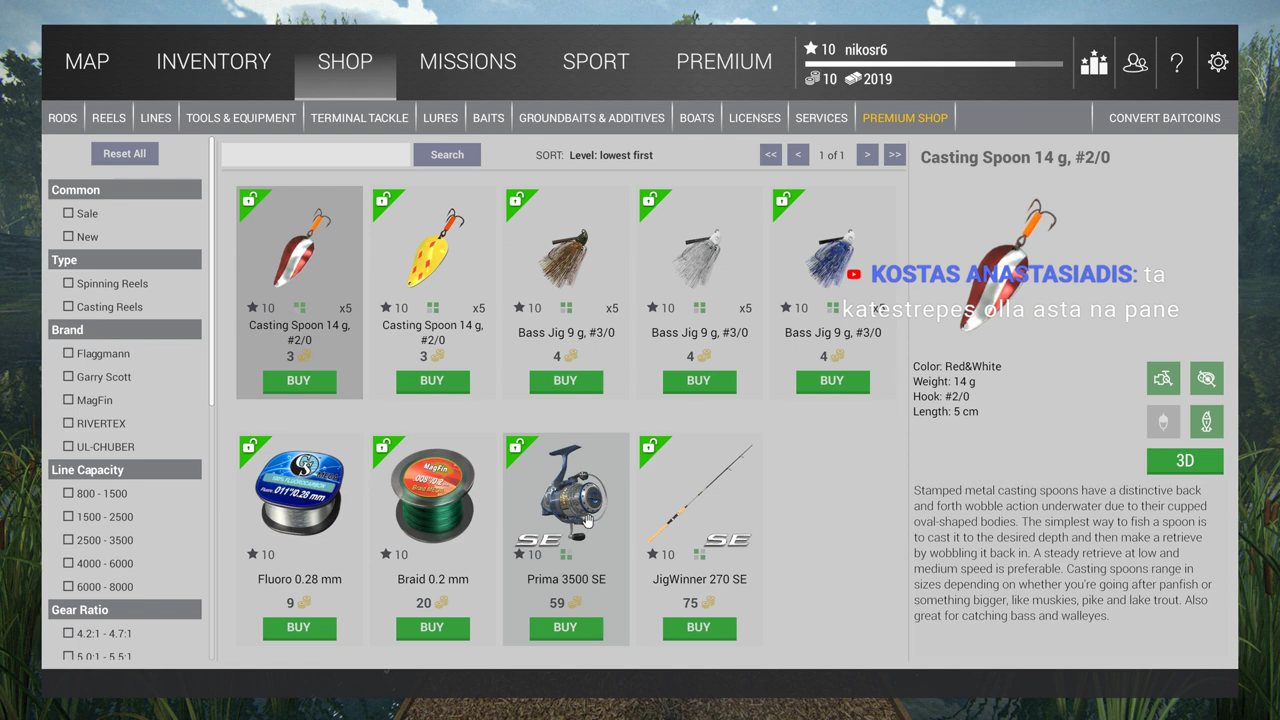 MAP INVENTORY SHOP MISSIONS SPORT PREMIUM
10 nikosr6
10 2019
?
RODS REELS LINES TOOLS & EQUIPMENT TERMINAL TACKLE LURES BAITS GROUNDBAITS & ADDITIVES BOATS LICENSES SERVICES PREMIUM SHOP CONVERT BAITCOINS
Reset All
Common
Sale
New
Type
Spinning Reels
Casting Reels
Brand
Flaggmann
Garry Scott
MagFin
RIVERTEX
UL-CHUBER
Line Capacity
800 - 1500
1500 - 2500
2500 - 3500
4000 - 6000
6000 - 8000
Gear Ratio
4.2:1 - 4.7:1
5.0:1 - 5.5:1
Search SORT: Level: lowest first << < 1 of 1 > >>
10 x5
Casting Spoon 14 g,
#2/0
3
BUY
10 x5
Casting Spoon 14 g,
#2/0
3
BUY
10 x5
Bass Jig 9 g, #3/0
4
BUY
10 x5
Bass Jig 9 g, #3/0
4
BUY
10
Bass Jig 9 g, #3/0
4
BUY
100% FLUOROCARBON
10
Fluoro 0.28 mm
9
BUY
MagFin
10
Braid 0.2 mm
20
BUY
SE
10
Prima 3500 SE
59
BUY
SE
10
JigWinner 270 SE
75
BUY
Casting Spoon 14 g, #2/0
KOSTAS ANASTASIADIS: ta
katestrepes olla asta na pane
Color: Red&White
Weight: 14 g
Hook: #2/0
Length: 5 cm
3D
Stamped metal casting spoons have a distinctive back
and forth wobble action underwater due to their cupped
oval-shaped bodies. The simplest way to fish a spoon is
to cast it to the desired depth and then make a retrieve
by wobbling it back in. A steady retrieve at low and
medium speed is preferable. Casting spoons range in
sizes depending on whether you're going after panfish or
something bigger, like muskies, pike and lake trout. Also
great for catching bass and walleyes.